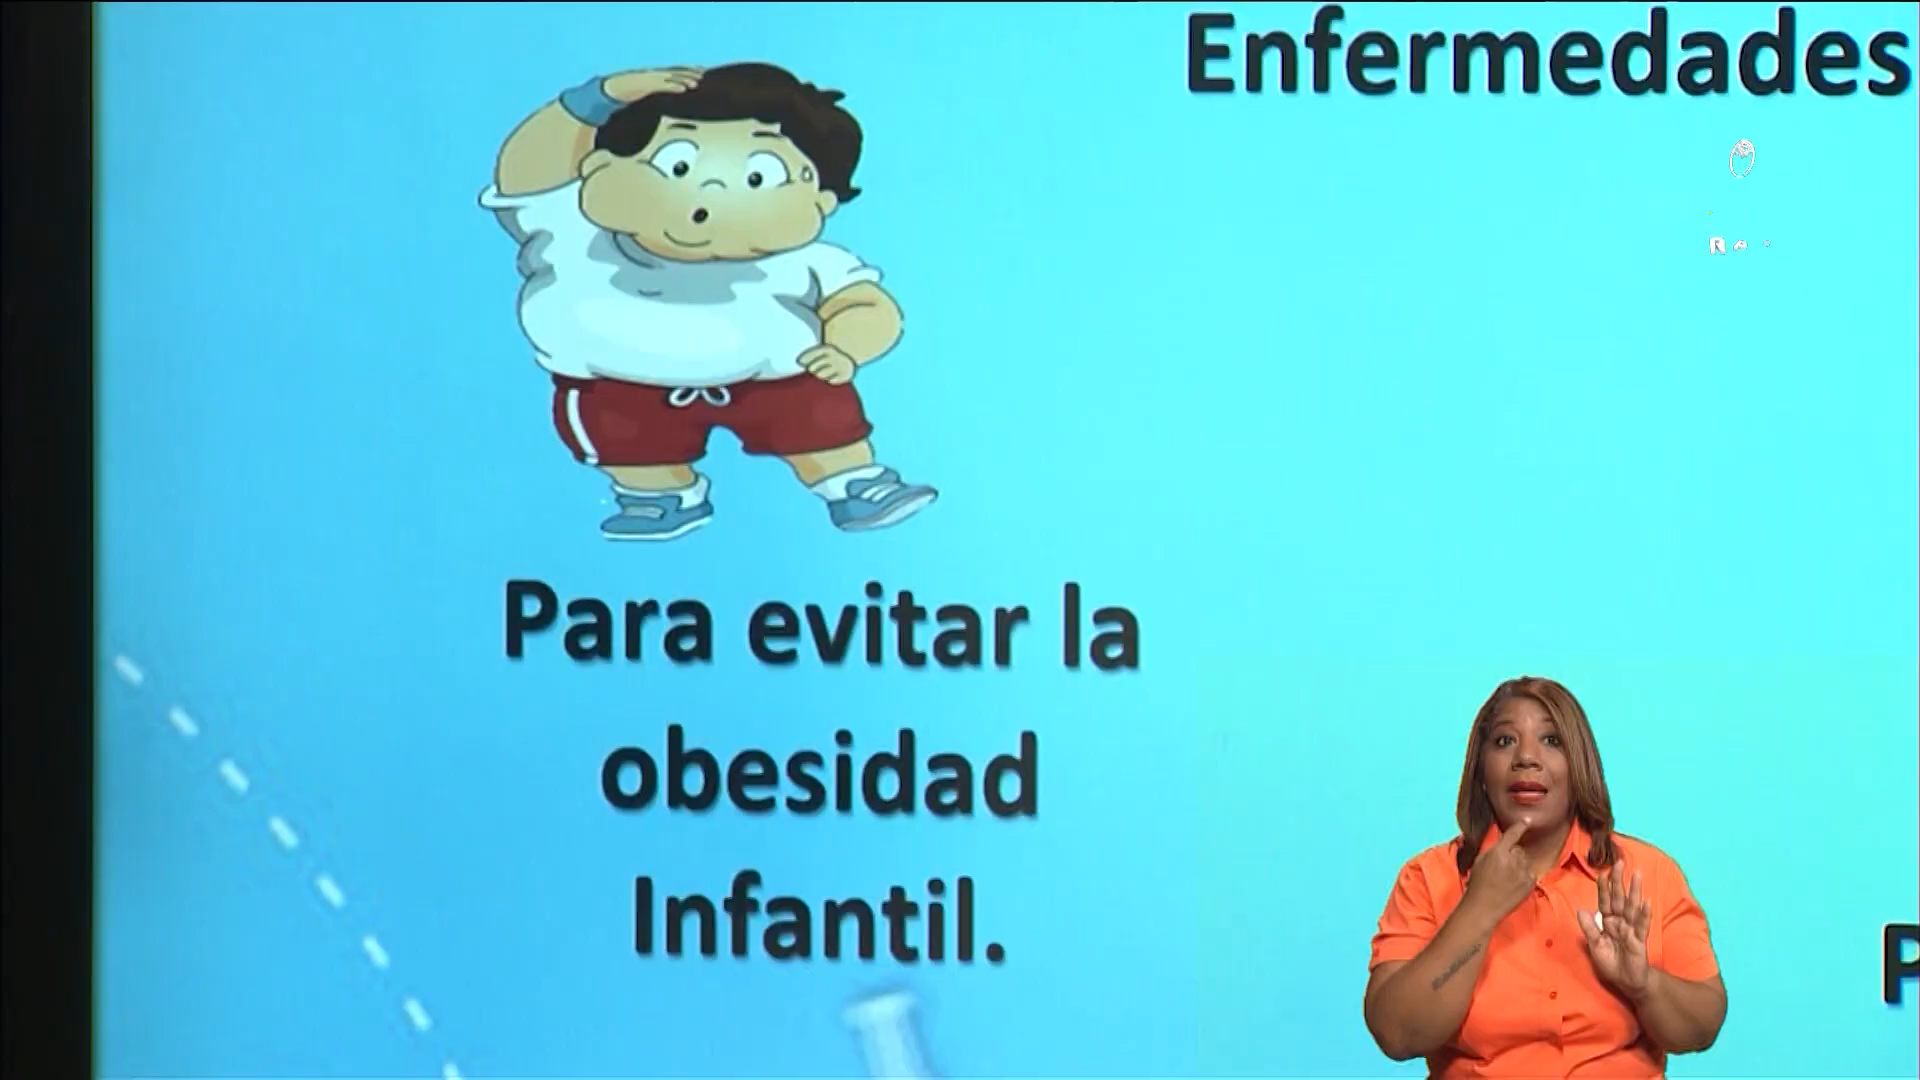 Enfermedades
Para evitar la
obesidad
Infantil.